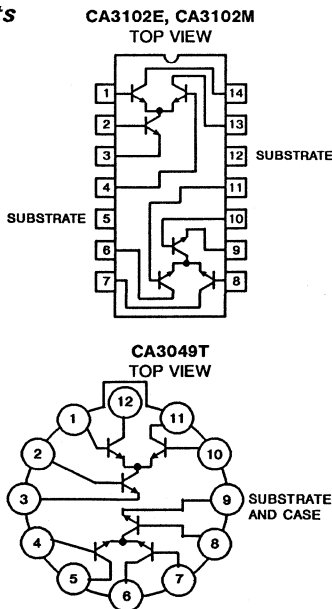 ts
CA3102E, CA3102M
TOP VIEW
1 14
2 13
3 12 SUBSTRATE
4 11
SUBSTRATE 5 10
6 9
7 8
CA3049T
TOP VIEW
12
1 11
2 10
3 9 SUBSTRATE
AND CASE
4 8
5 7
6